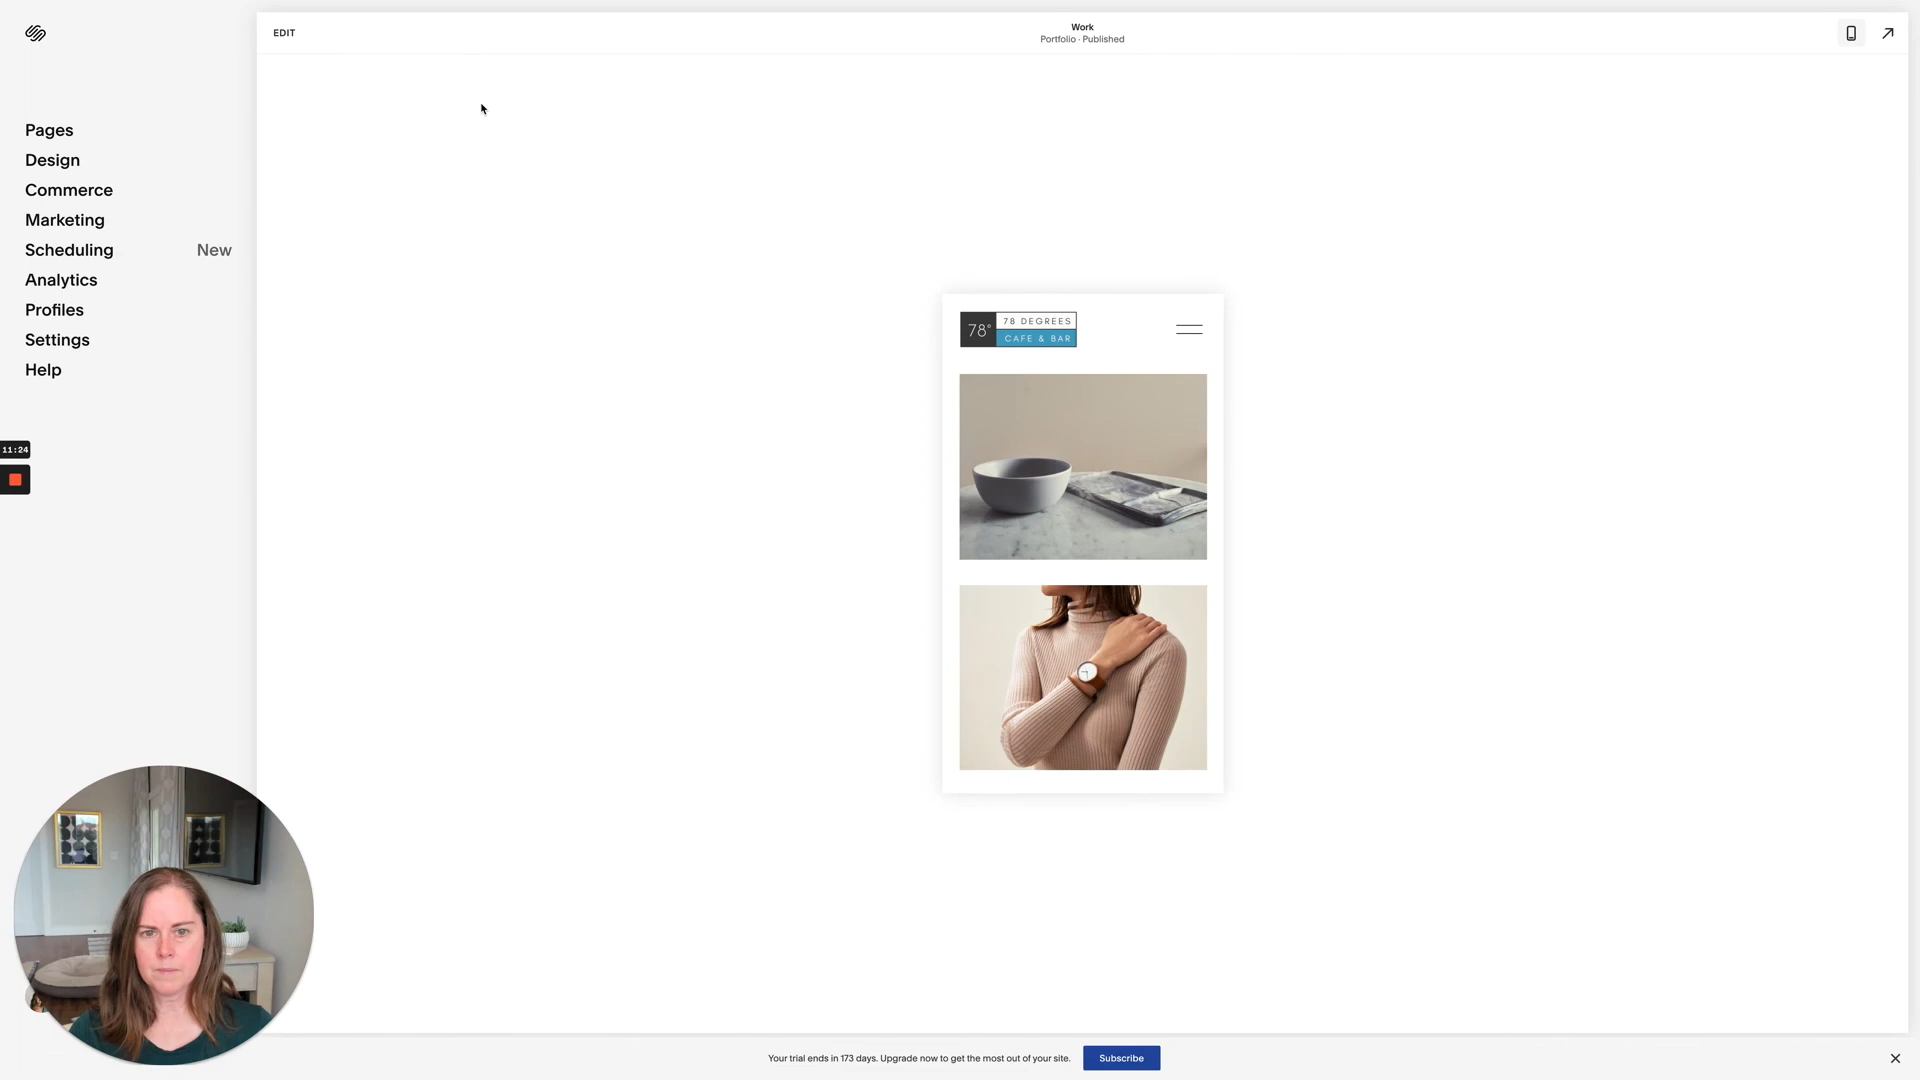 EDIT
Work
Portfolio · Published
Pages
Design
Commerce
Marketing
Scheduling New
Analytics
Profiles
Settings
Help
11:24
78° 78 DEGREES
CAFE & BAR
Your trial ends in 173 days. Upgrade now to get the most out of your site.
Subscribe